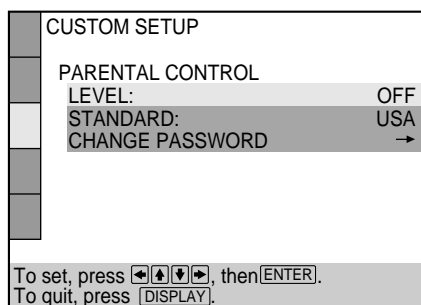 CUSTOM SETUP
PARENTAL CONTROL
LEVEL: OFF
STANDARD: USA
CHANGE PASSWORD →
To set, press ←↑↓→, then ENTER.
To quit, press DISPLAY.